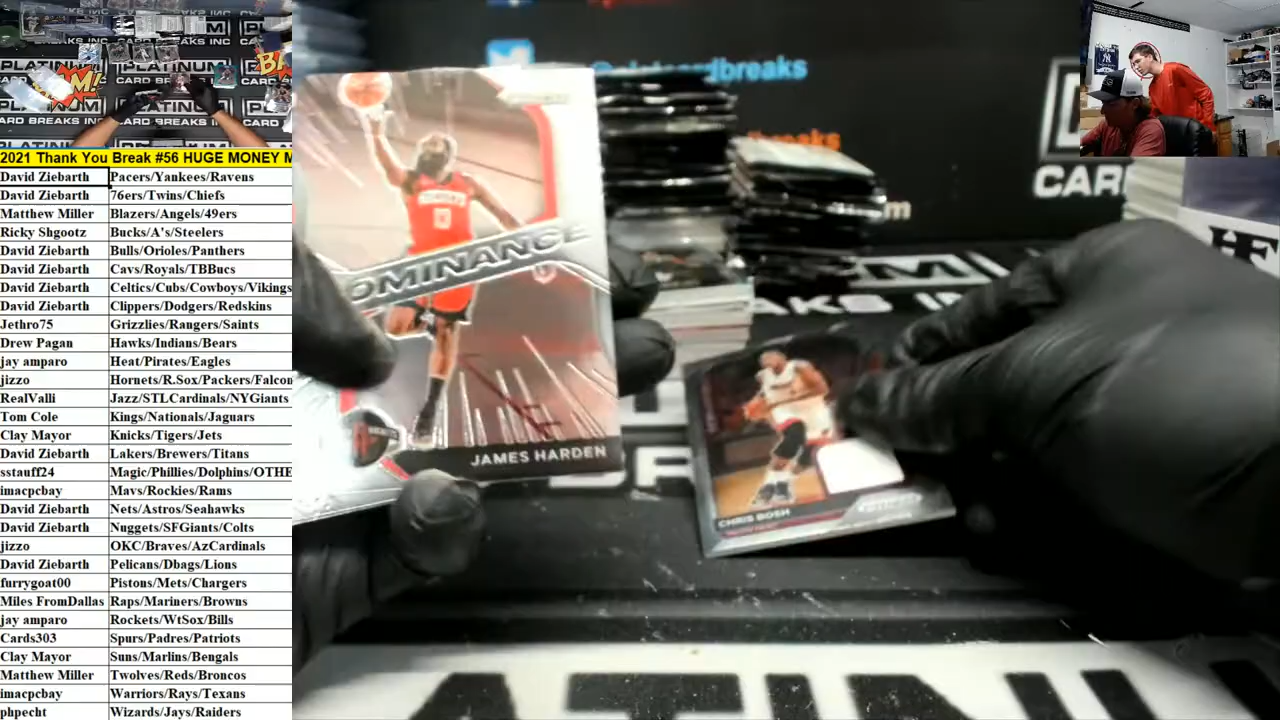 2021 Thank You Break #56 HUGE MONEY M
David Ziebarth Pacers/Yankees/Ravens
David Ziebarth 76ers/Twins/Chiefs
Matthew Miller Blazers/Angels/49ers
Ricky Shgootz Bucks/A's/Steelers
David Ziebarth Bulls/Orioles/Panthers
David Ziebarth Cavs/Royals/TBBucs
David Ziebarth Celtics/Cubs/Cowboys/Vikings
David Ziebarth Clippers/Dodgers/Redskins
Jethro75 Grizzlies/Rangers/Saints
Drew Pagan Hawks/Indians/Bears
jay amparo Heat/Pirates/Eagles
jizzo Hornets/R.Sox/Packers/Falcon
RealValli Jazz/STLCardinals/NYGiants
Tom Cole Kings/Nationals/Jaguars
Clay Mayor Knicks/Tigers/Jets
David Ziebarth Lakers/Brewers/Titans
sstauff24 Magic/Phillies/Dolphins/OTHE
imacpcbay Mavs/Rockies/Rams
David Ziebarth Nets/Astros/Seahawks
David Ziebarth Nuggets/SFGiants/Colts
jizzo OKC/Braves/AzCardinals
David Ziebarth Pelicans/Dbags/Lions
furrygoat00 Pistons/Mets/Chargers
Miles FromDallas Raps/Mariners/Browns
jay amparo Rockets/WtSox/Bills
Cards303 Spurs/Padres/Patriots
Clay Mayor Suns/Marlins/Bengals
Matthew Miller Twolves/Reds/Broncos
imacpcbay Warriors/Rays/Texans
phpecht Wizards/Jays/Raiders
OMINANCE
JAMES HARDEN
CHRIS BOSH
dbreaks
breaks
CAR
AKS IN
ATINU